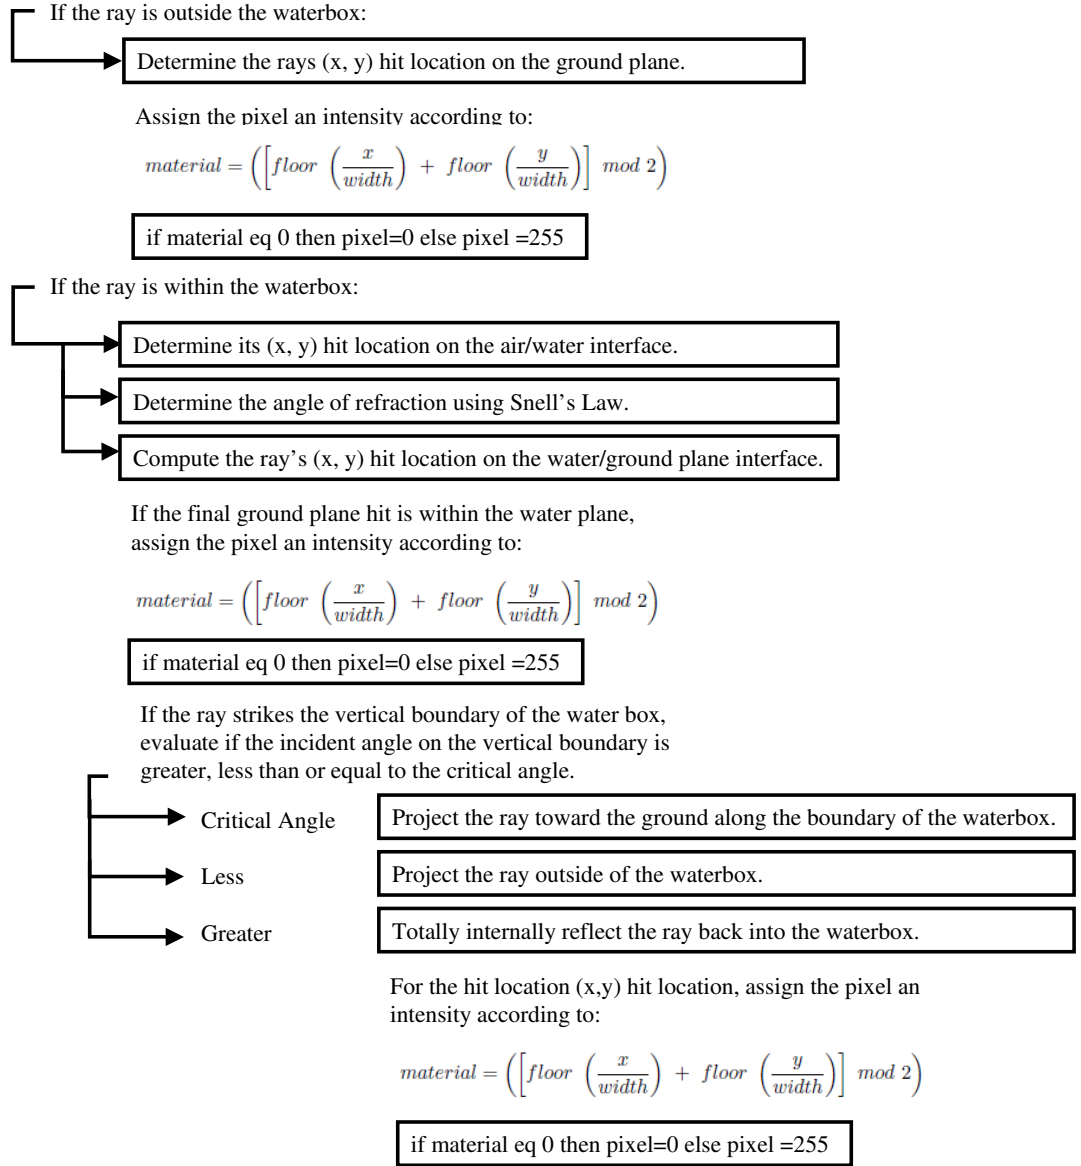 If the ray is outside the waterbox:
Determine the rays (x, y) hit location on the ground plane.
Assign the pixel an intensity according to:
material = ([floor (x/width) + floor (y/width)] mod 2)
if material eq 0 then pixel=0 else pixel =255
If the ray is within the waterbox:
Determine its (x, y) hit location on the air/water interface.
Determine the angle of refraction using Snell’s Law.
Compute the ray’s (x, y) hit location on the water/ground plane interface.
If the final ground plane hit is within the water plane,
assign the pixel an intensity according to:
material = ([floor (x/width) + floor (y/width)] mod 2)
if material eq 0 then pixel=0 else pixel =255
If the ray strikes the vertical boundary of the water box,
evaluate if the incident angle on the vertical boundary is
greater, less than or equal to the critical angle.
Critical Angle Project the ray toward the ground along the boundary of the waterbox.
Less Project the ray outside of the waterbox.
Greater Totally internally reflect the ray back into the waterbox.
For the hit location (x,y) hit location, assign the pixel an
intensity according to:
material = ([floor (x/width) + floor (y/width)] mod 2)
if material eq 0 then pixel=0 else pixel =255